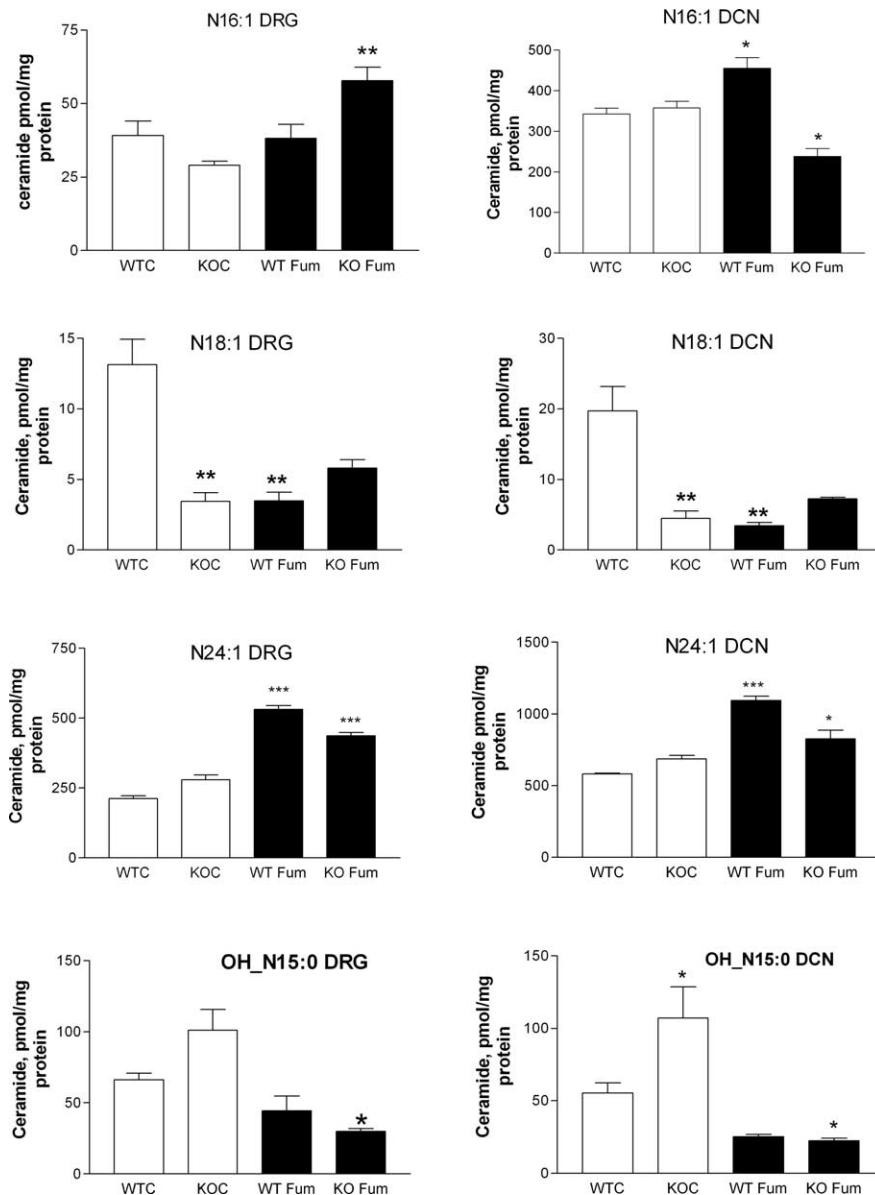 N16:1 DRG
ceramide pmol/mg
protein
75
50
25
0
**
WTC KOC WT Fum KO Fum
N16:1 DCN
Ceramide, pmol/mg
protein
500
400
300
200
100
0
*
*
WTC KOC WT Fum KO Fum
N18:1 DRG
Ceramide, pmol/mg
protein
15
10
5
0
**
**
WTC KOC WT Fum KO Fum
N18:1 DCN
Ceramide, pmol/mg
protein
30
20
10
0
**
**
WTC KOC WT Fum KO Fum
N24:1 DRG
Ceramide, pmol/mg
protein
750
500
250
0
***
***
WTC KOC WT Fum KO Fum
N24:1 DCN
Ceramide pmol/mg
protein
1500
1000
500
0
***
*
WTC KOC WT Fum KO Fum
OH_N15:0 DRG
Ceramide, pmol/mg
protein
150
100
50
0
*
WTC KOC WT Fum KO Fum
OH_N15:0 DCN
Ceramide, pmol/mg
protein
150
100
50
0
*
*
WTC KOC WT Fum KO Fum